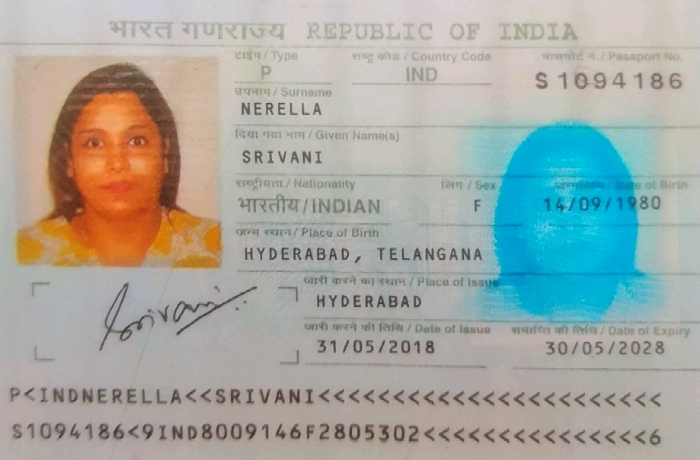 भारत गणराज्य REPUBLIC OF INDIA
टाईप / Type राष्ट्र कोड / Country Code पासपोर्ट नं. / Passport No.
P IND S1094186
उपनाम / Surname
NERELLA
दिया गया नाम / Given Name(s)
SRIVANI
राष्ट्रीयता / Nationality लिंग / Sex जन्मतिथि / Date of Birth
भारतीय/INDIAN F 14/09/1980
जन्म स्थान / Place of Birth
HYDERABAD, TELANGANA
जारी करने का स्थान / Place of Issue
HYDERABAD
Srivani
जारी करने की तिथि / Date of Issue समाप्ति की तिथि / Date of Expiry
31/05/2018 30/05/2028
P<INDNERELLA<<SRIVANI<<<<<<<<<<<<<<<<<<<<<<<
S1094186<9IND8009146F2805302<<<<<<<<<<<<<<<6